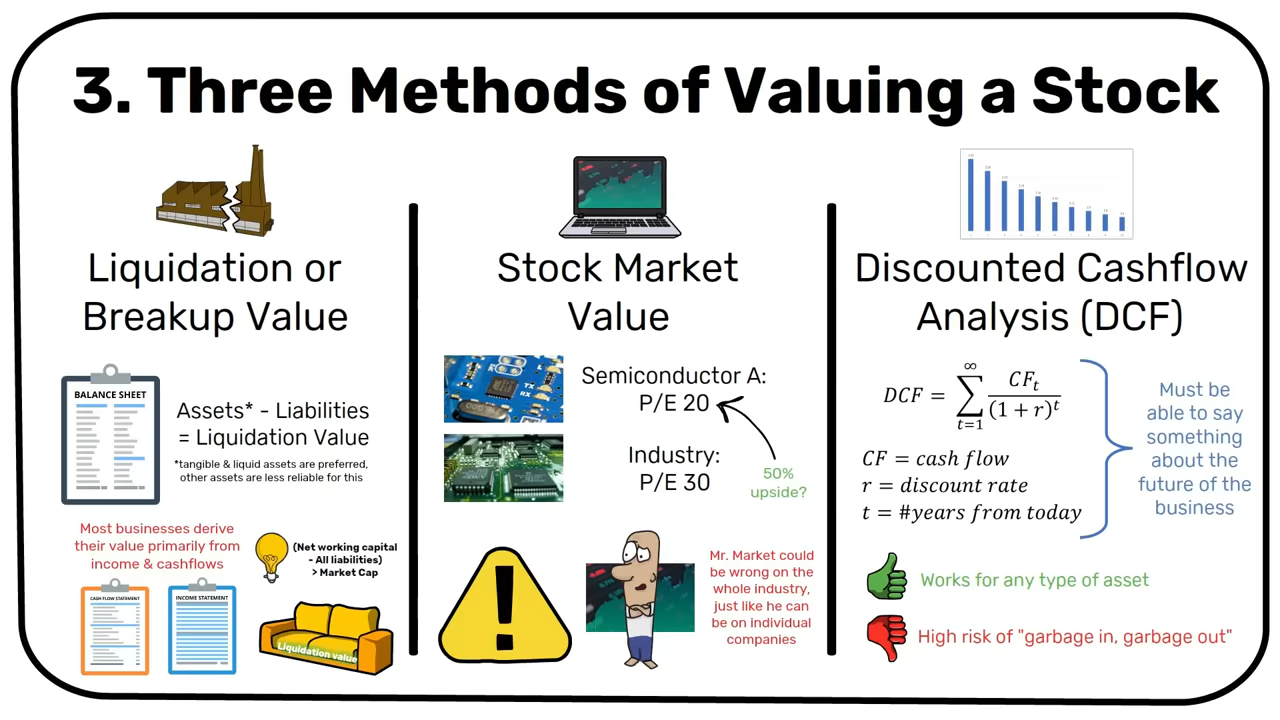 3. Three Methods of Valuing a Stock
Liquidation or
Breakup Value
BALANCE SHEET
Assets* - Liabilities
= Liquidation Value
*tangible & liquid assets are preferred,
other assets are less reliable for this
Most businesses derive
their value primarily from
income & cashflows
CASH FLOW STATEMENT
INCOME STATEMENT
(Net working capital
- All liabilities)
> Market Cap
Liquidation value
Stock Market
Value
Semiconductor A:
P/E 20
Industry:
P/E 30
50%
upside?
Mr. Market could
be wrong on the
whole industry,
just like he can
be on individual
companies
Discounted Cashflow
Analysis (DCF)
DCF = ∑_{t=1}^{∞} CF_t / (1 + r)^t
CF = cash flow
r = discount rate
t = #years from today
Must be
able to say
something
about the
future of the
business
Works for any type of asset
High risk of "garbage in, garbage out"